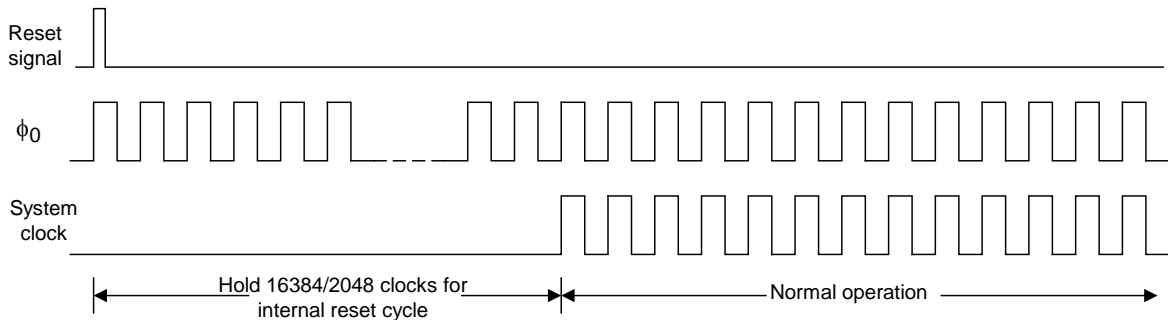 Reset
signal
ϕ0
System
clock
Hold 16384/2048 clocks for
internal reset cycle
Normal operation